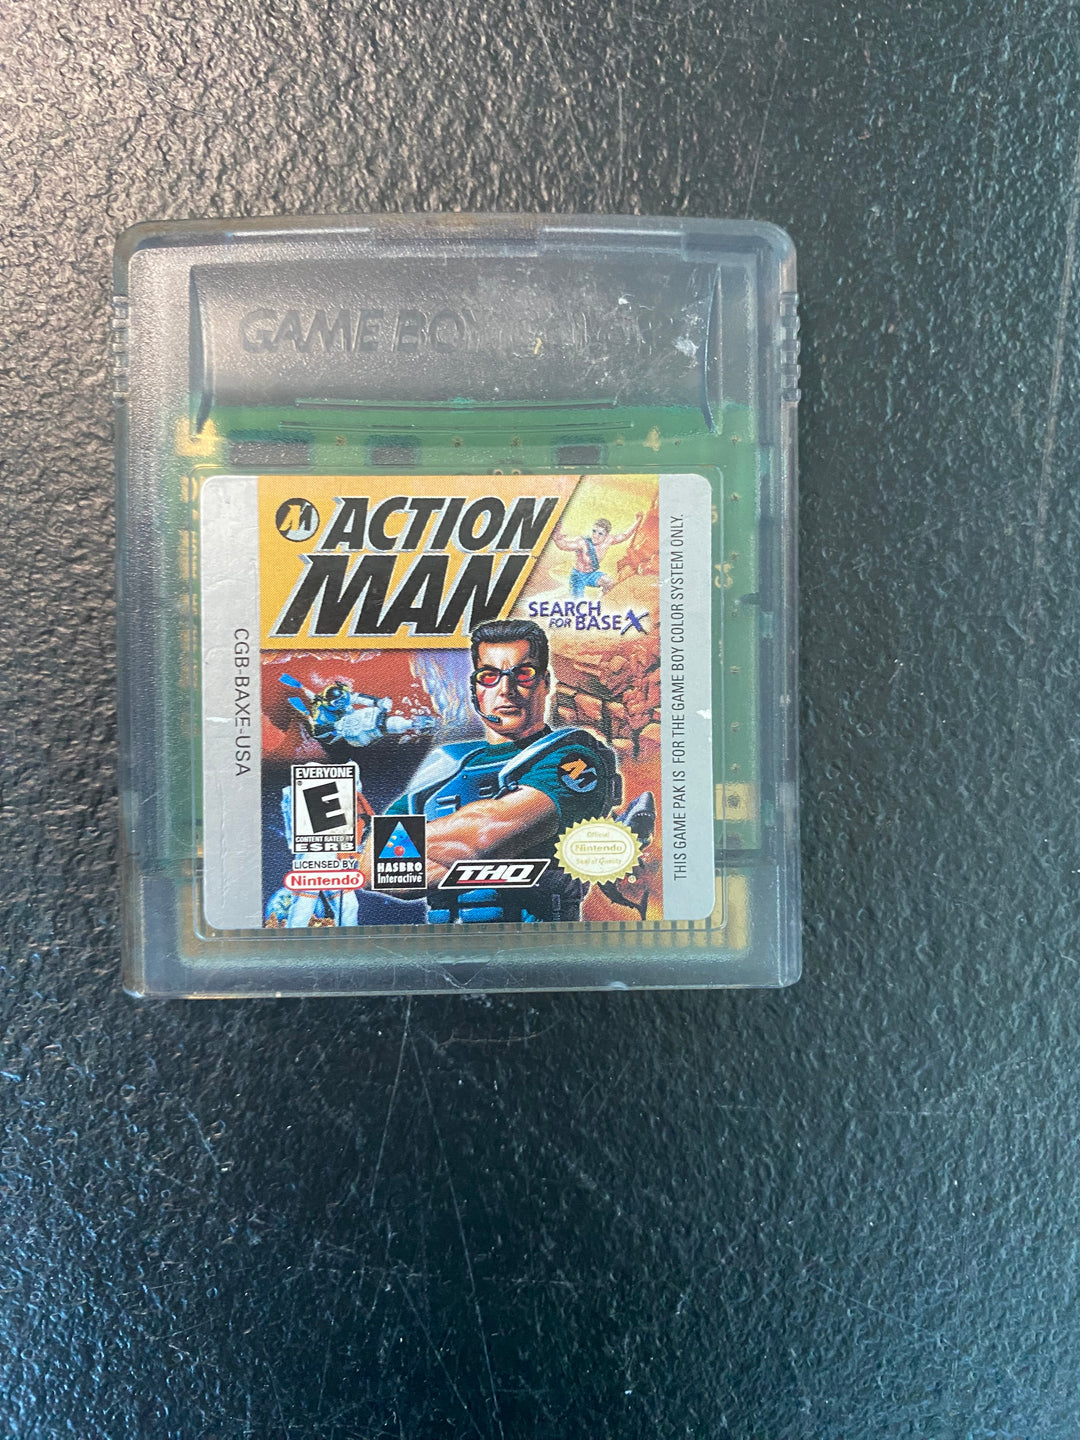 GAME BOY COLOR
ACTION
MAN
SEARCH
FOR BASE X
CGB-BAXE-USA
THIS GAME PAK IS FOR THE GAME BOY COLOR SYSTEM ONLY.
EVERYONE
E
CONTENT RATED BY
ESRB
LICENSED BY
Nintendo
HASBRO
Interactive
THQ
Official
Nintendo
Seal of Quality